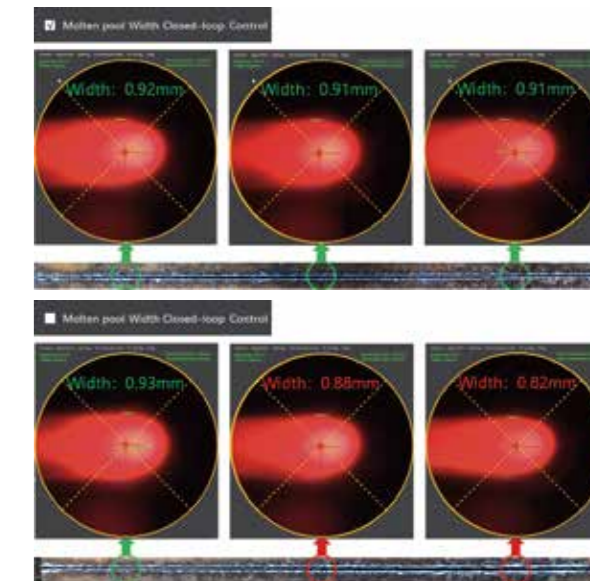 Molten pool Width Closed-loop Control
Width: 0.92mm
Width: 0.91mm
Width: 0.91mm
Molten pool Width Closed-loop Control
Width: 0.93mm
Width: 0.88mm
Width: 0.82mm